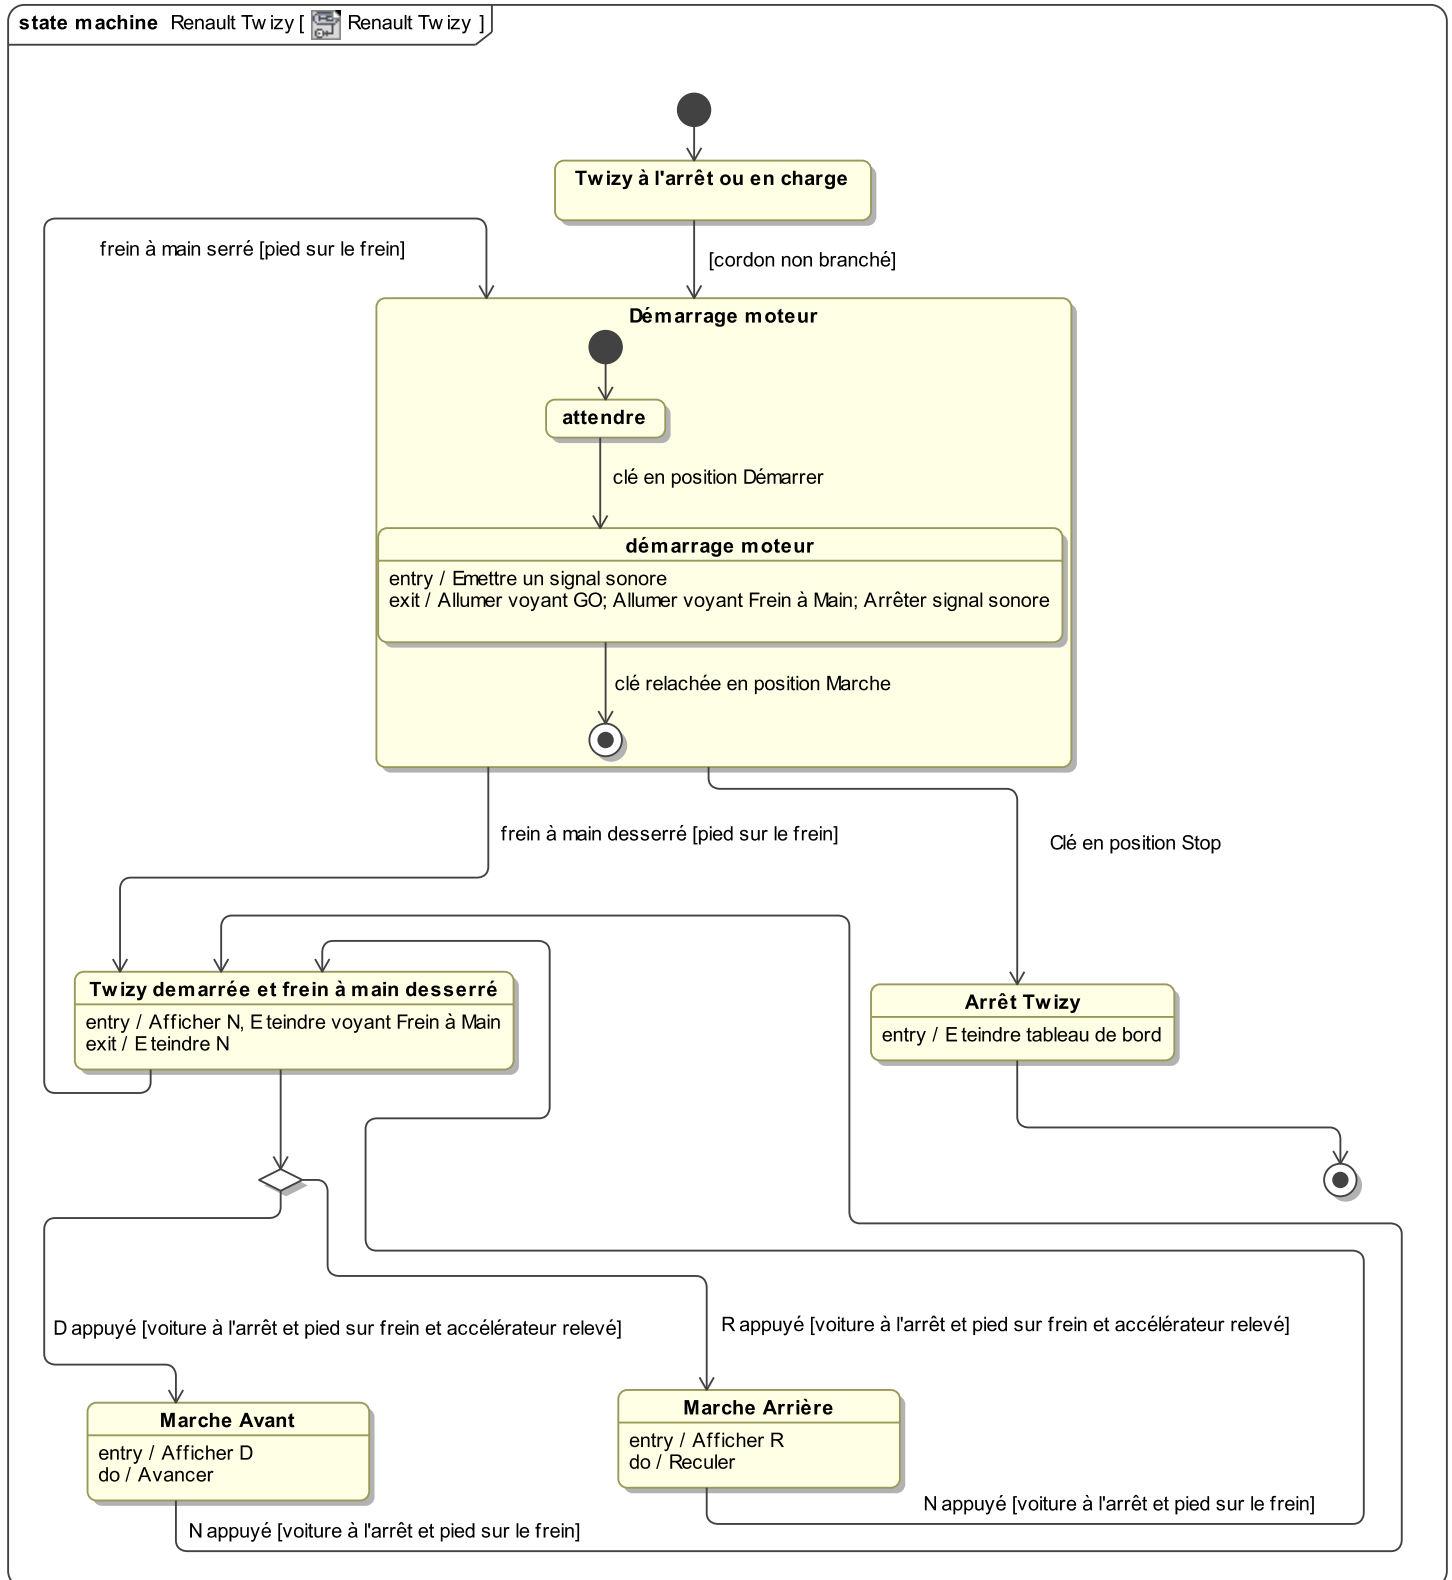 state machine Renault Twizy [ Renault Twizy ]
Twizy à l'arrêt ou en charge
frein à main serré [pied sur le frein]
[cordon non branché]
Démarrage moteur
attendre
clé en position Démarrer
démarrage moteur
entry / Emettre un signal sonore
exit / Allumer voyant GO; Allumer voyant Frein à Main; Arrêter signal sonore
clé relachée en position Marche
frein à main desserré [pied sur le frein]
Clé en position Stop
Twizy demarrée et frein à main desserré
entry / Afficher N, Eteindre voyant Frein à Main
exit / Eteindre N
Arrêt Twizy
entry / Eteindre tableau de bord
D appuyé [voiture à l'arrêt et pied sur frein et accélérateur relevé]
R appuyé [voiture à l'arrêt et pied sur frein et accélérateur relevé]
Marche Avant
entry / Afficher D
do / Avancer
Marche Arrière
entry / Afficher R
do / Reculer
N appuyé [voiture à l'arrêt et pied sur le frein]
N appuyé [voiture à l'arrêt et pied sur le frein]